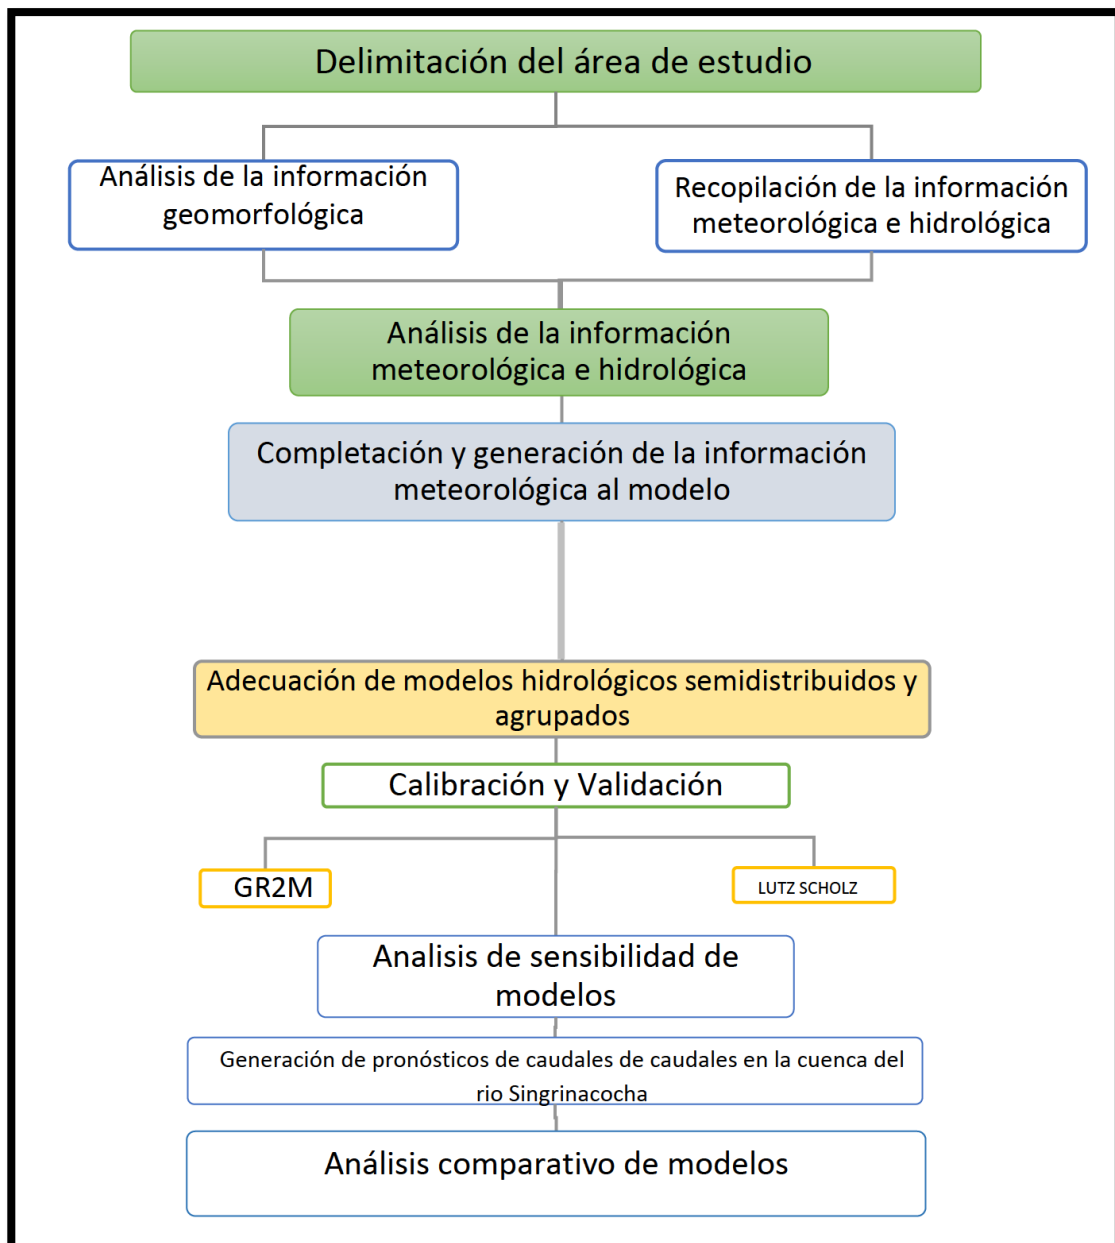 Delimitación del área de estudio
Análisis de la información
geomorfológica
Recopilación de la información
meteorológica e hidrológica
Análisis de la información
meteorológica e hidrológica
Completación y generación de la información
meteorológica al modelo
Adecuación de modelos hidrológicos semidistribuidos y
agrupados
Calibración y Validación
GR2M
LUTZ SCHOLZ
Analisis de sensibilidad de
modelos
Generación de pronósticos de caudales de caudales en la cuenca del
rio Singrinacocha
Análisis comparativo de modelos